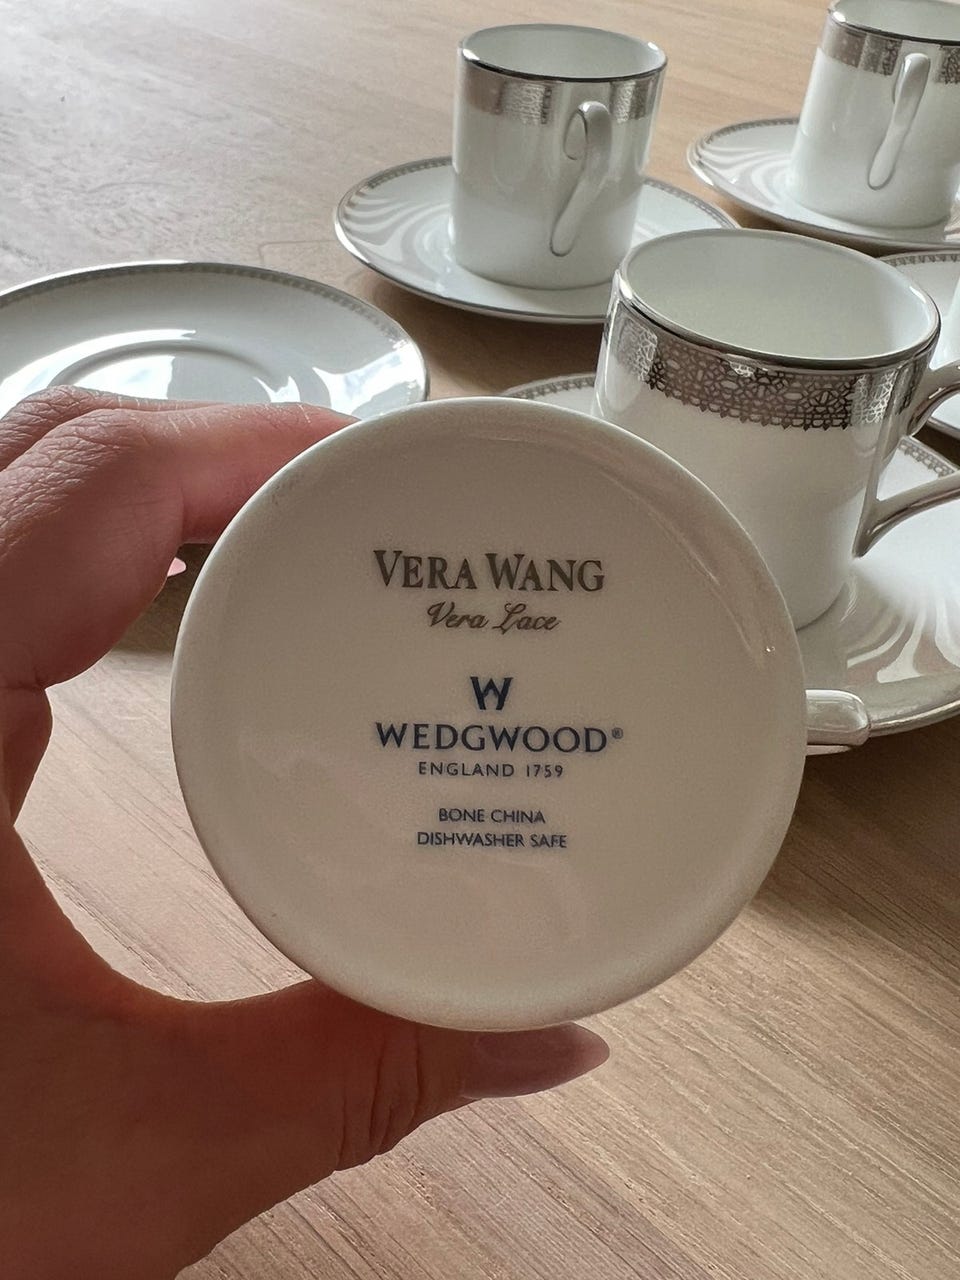 VERA WANG
Vera Lace
W
WEDGWOOD®
ENGLAND 1759
BONE CHINA
DISHWASHER SAFE